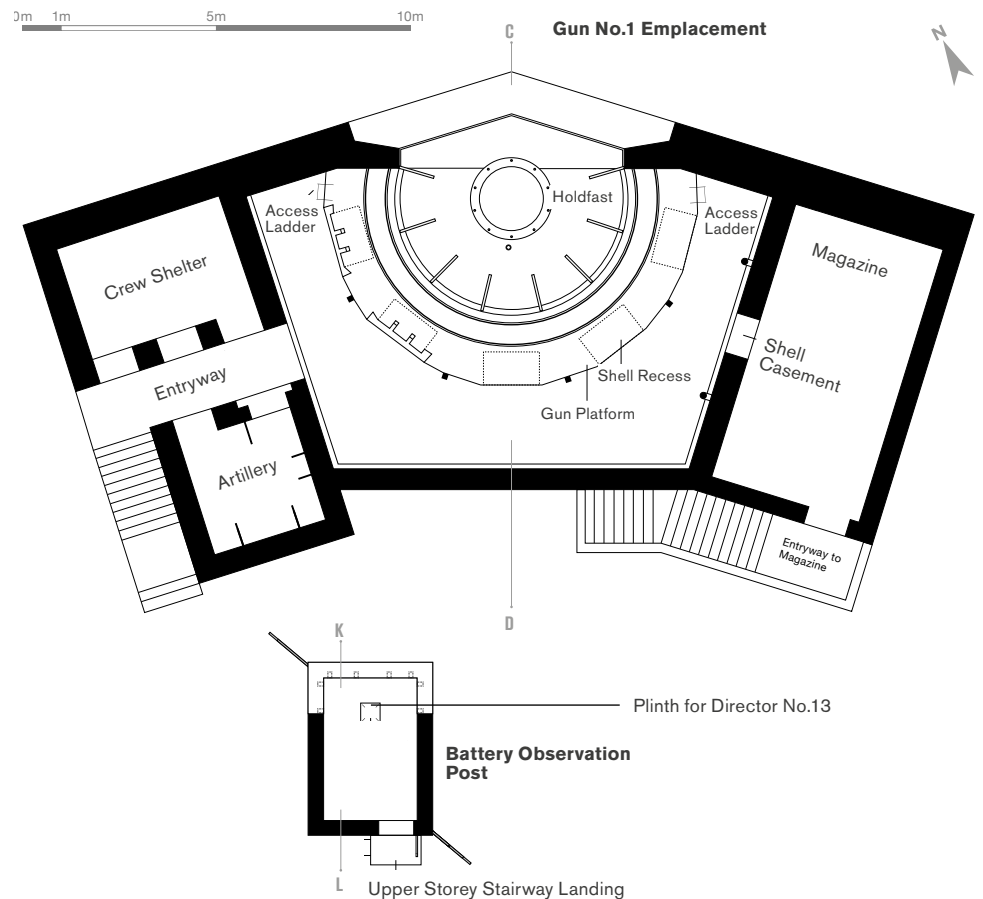 0m 1m 5m 10m
C
Gun No.1 Emplacement
N
Holdfast
Access
Ladder
Access
Ladder
Crew Shelter
Magazine
Entryway
Shell
Casement
Shell Recess
Gun Platform
Artillery
Entryway to
Magazine
D
K
Plinth for Director No.13
Battery Observation
Post
L
Upper Storey Stairway Landing